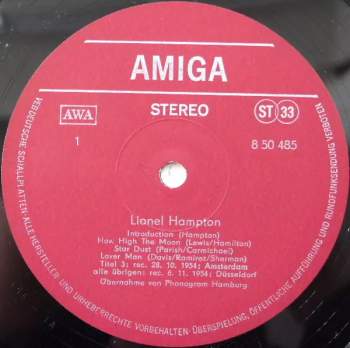 AMIGA
AWA
STEREO
ST 33
1
8 50 485
Lionel Hampton
Introduction (Hampton)
How High The Moon (Lewis/Hamilton)
Star Dust (Parish/Carmichael)
Lover Man (Davis/Ramirez/Sherman)
Titel 3: rec. 28. 10. 1954; Amsterdam
alle übrigen: rec. 6. 11. 1954; Düsseldorf
Übernahme von Phonogram Hamburg
VEB DEUTSCHE SCHALLPLATTEN · ALLE HERSTELLER- UND URHEBERRECHTE VORBEHALTEN · ÜBERSPIELUNG, ÖFFENTLICHE AUFFÜHRUNG UND RUNDFUNKSENDUNG VERBOTEN